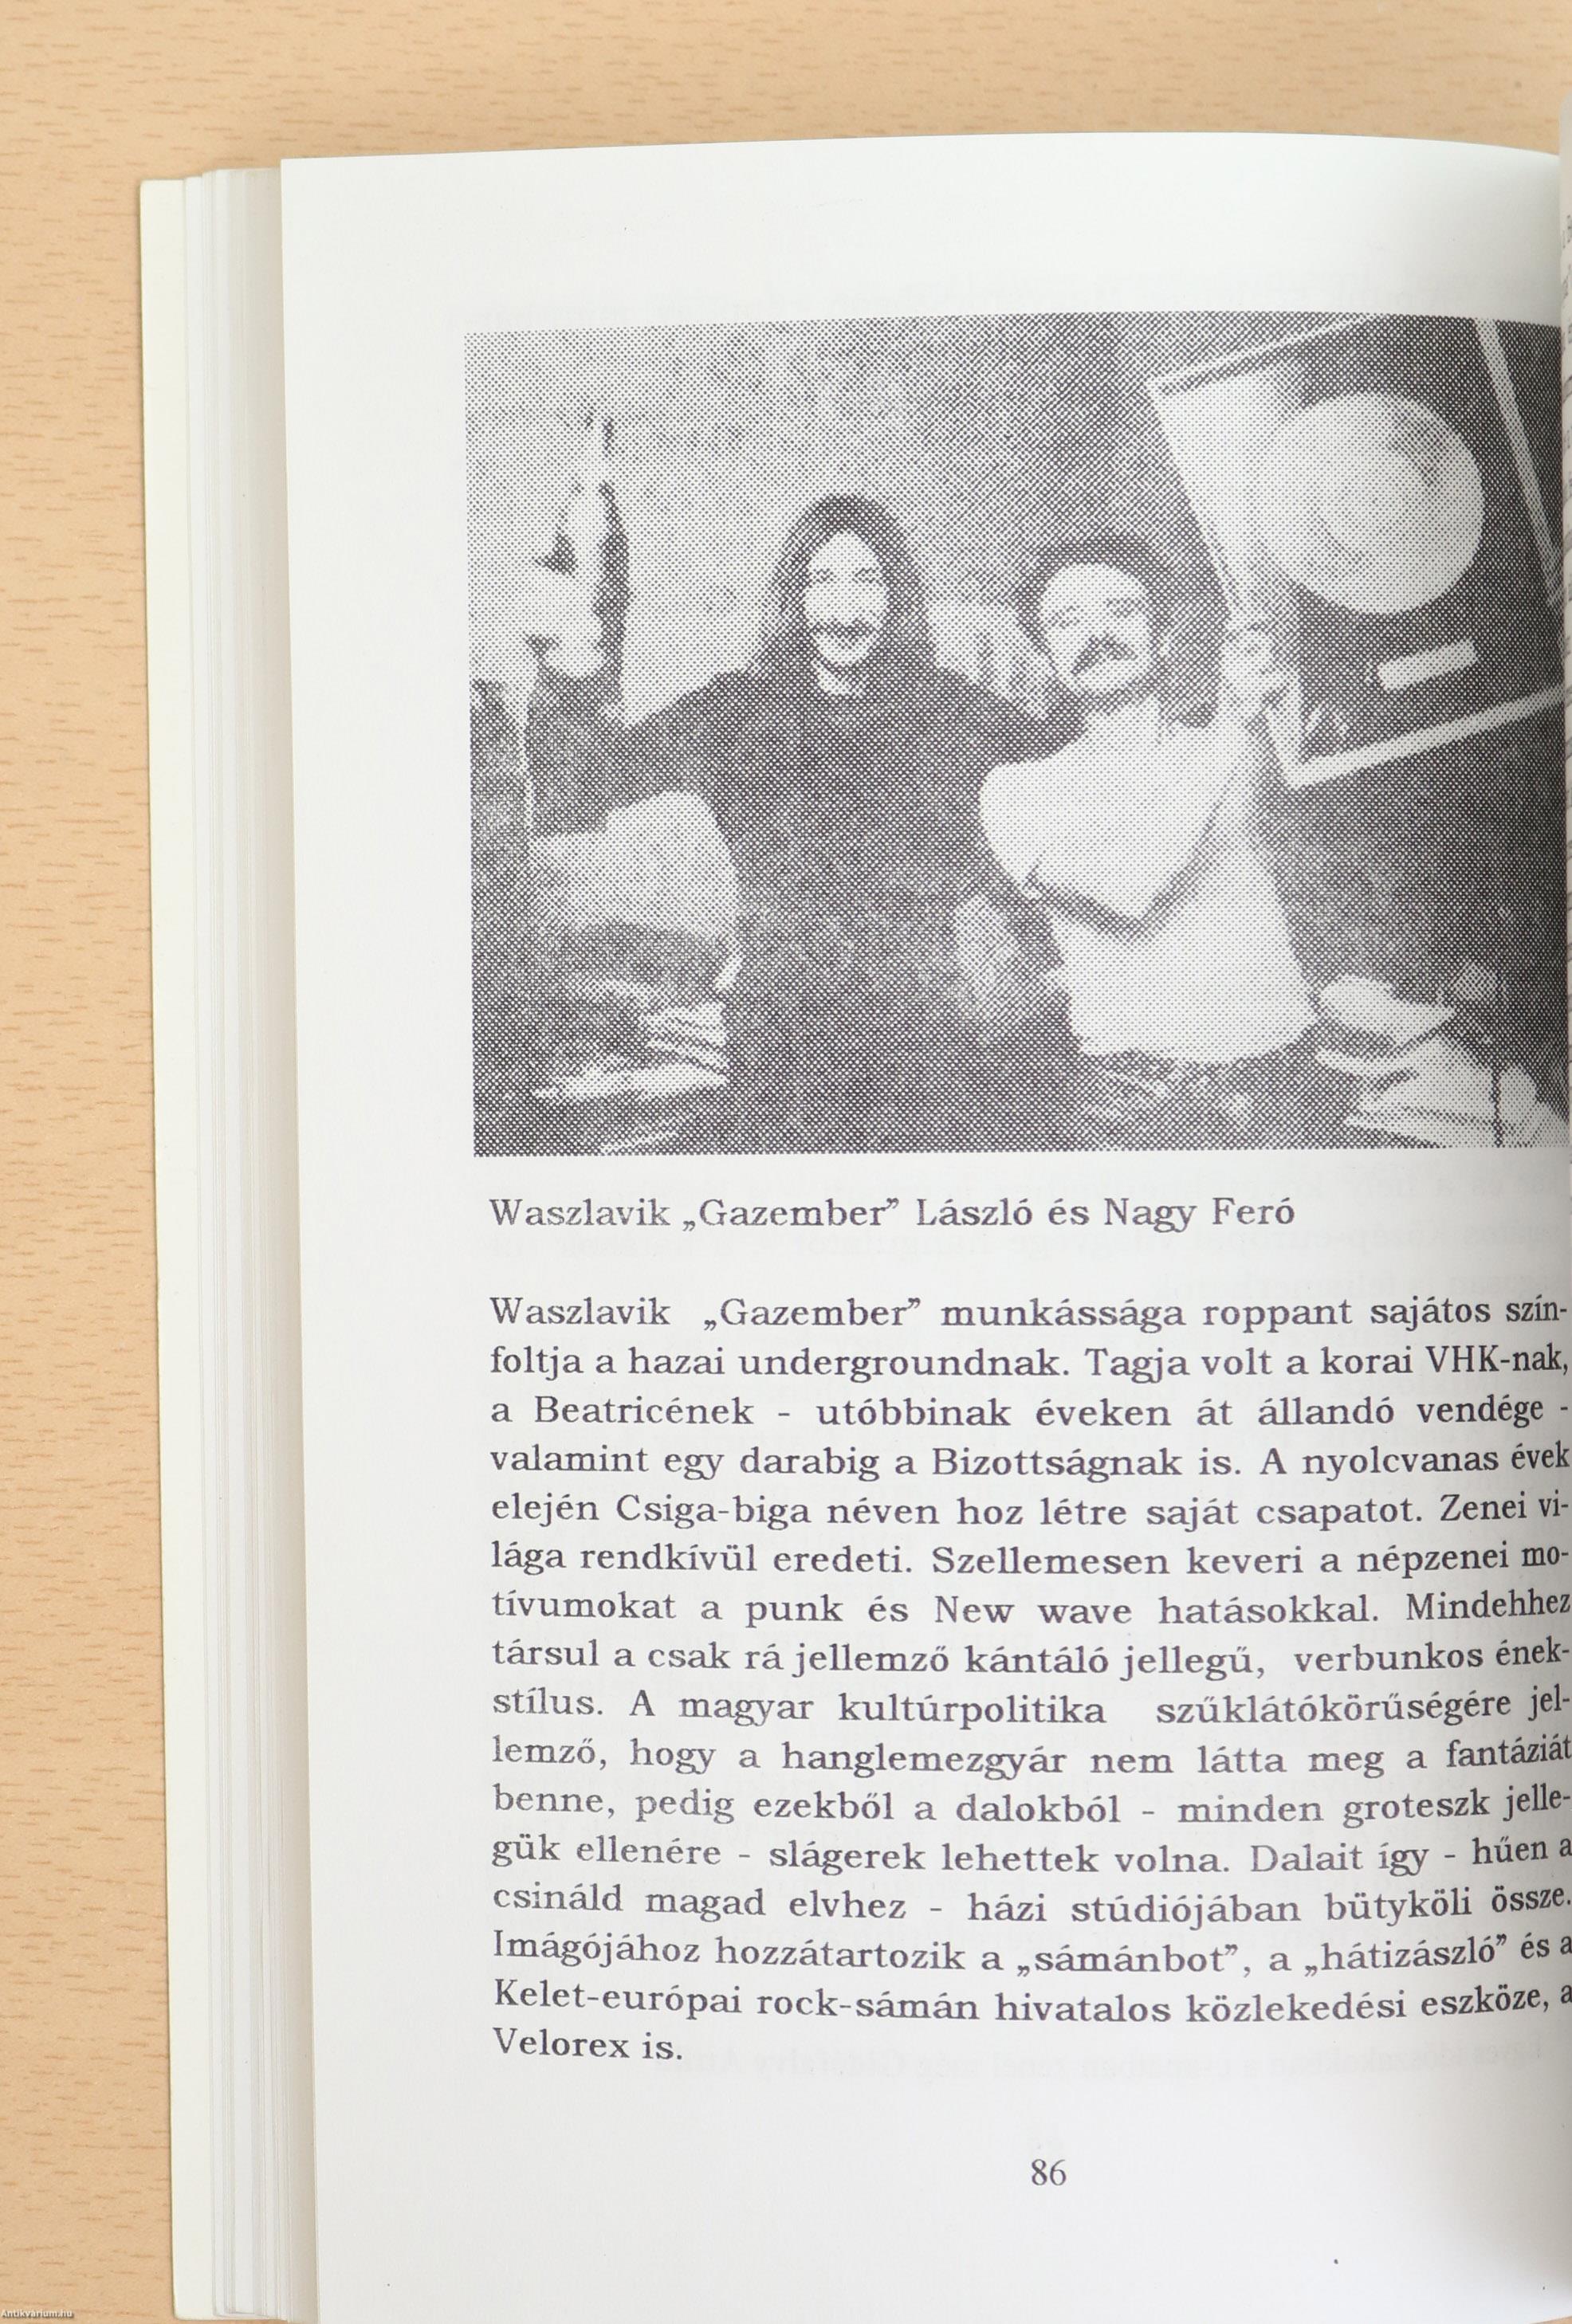 Waszlavik „Gazember” László és Nagy Feró
Waszlavik „Gazember” munkássága roppant sajátos szín-
foltja a hazai undergroundnak. Tagja volt a korai VHK-nak,
a Beatricének - utóbbinak éveken át állandó vendége -
valamint egy darabig a Bizottságnak is. A nyolcvanas évek
elején Csiga-biga néven hoz létre saját csapatot. Zenei vi-
lága rendkívül eredeti. Szellemesen keveri a népzenei mo-
tívumokat a punk és New wave hatásokkal. Mindehhez
társul a csak rá jellemző kántáló jellegű, verbunkos ének-
stílus. A magyar kultúrpolitika szűklátókörűségére jel-
lemző, hogy a hanglemezgyár nem látta meg a fantáziát
benne, pedig ezekből a dalokból - minden groteszk jelle-
gük ellenére - slágerek lehettek volna. Dalait így - hűen a
csináld magad elvhez - házi stúdiójában bütyköli össze.
Imágójához hozzátartozik a „sámánbot”, a „hátizászló” és a
Kelet-európai rock-sámán hivatalos közlekedési eszköze, a
Velorex is.
86
Antikvarium.hu